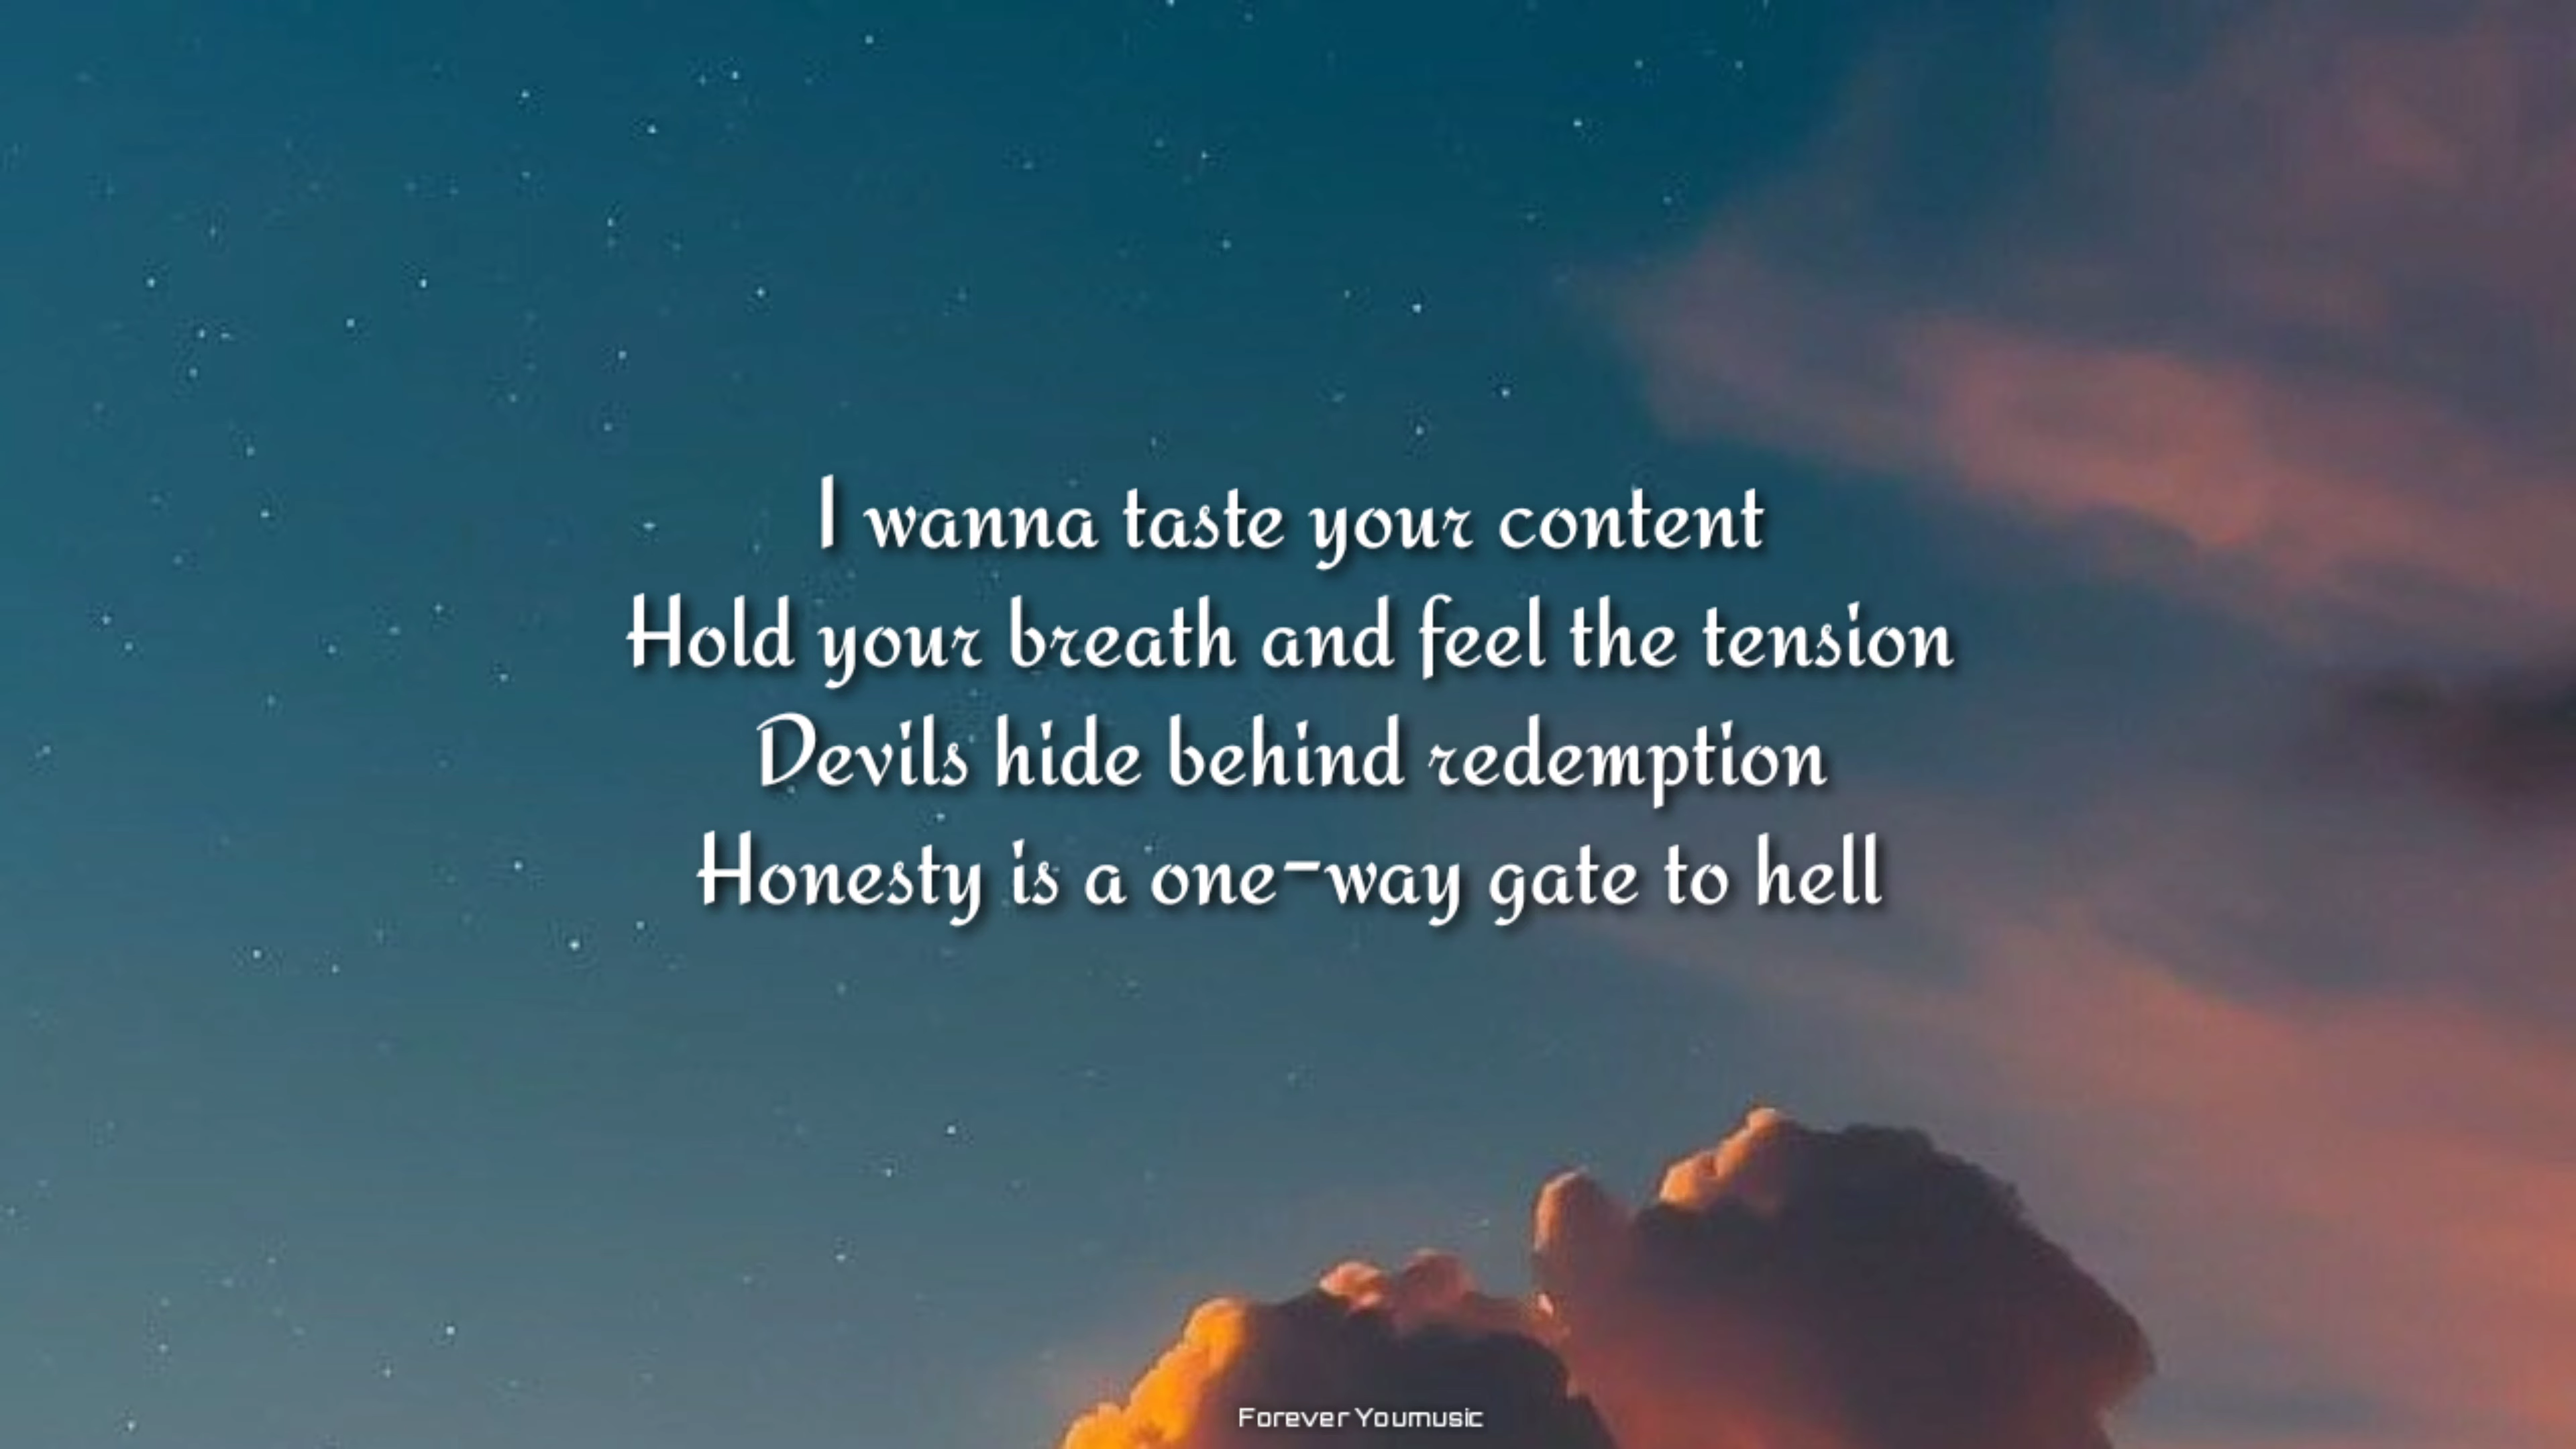 I wanna taste your content
Hold your breath and feel the tension
Devils hide behind redemption
Honesty is a one-way gate to hell
Forever Youmusic